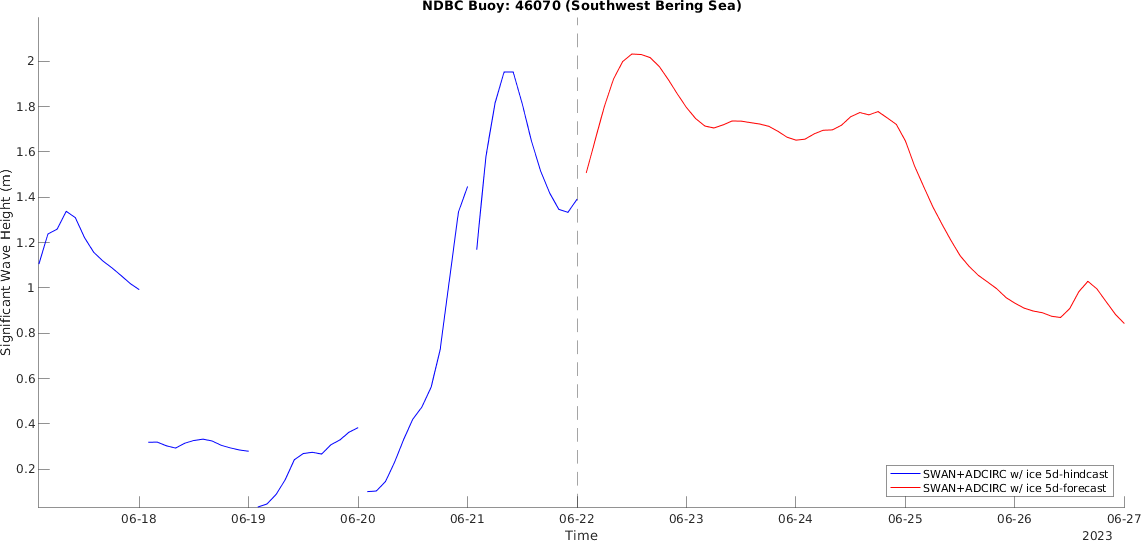 NDBC Buoy: 46070 (Southwest Bering Sea)
Significant Wave Height (m)
2
1.8
1.6
1.4
1.2
1
0.8
0.6
0.4
0.2
SWAN+ADCIRC w/ ice 5d-hindcast
SWAN+ADCIRC w/ ice 5d-forecast
06-18 06-19 06-20 06-21 06-22 06-23 06-24 06-25 06-26 06-27
Time
2023